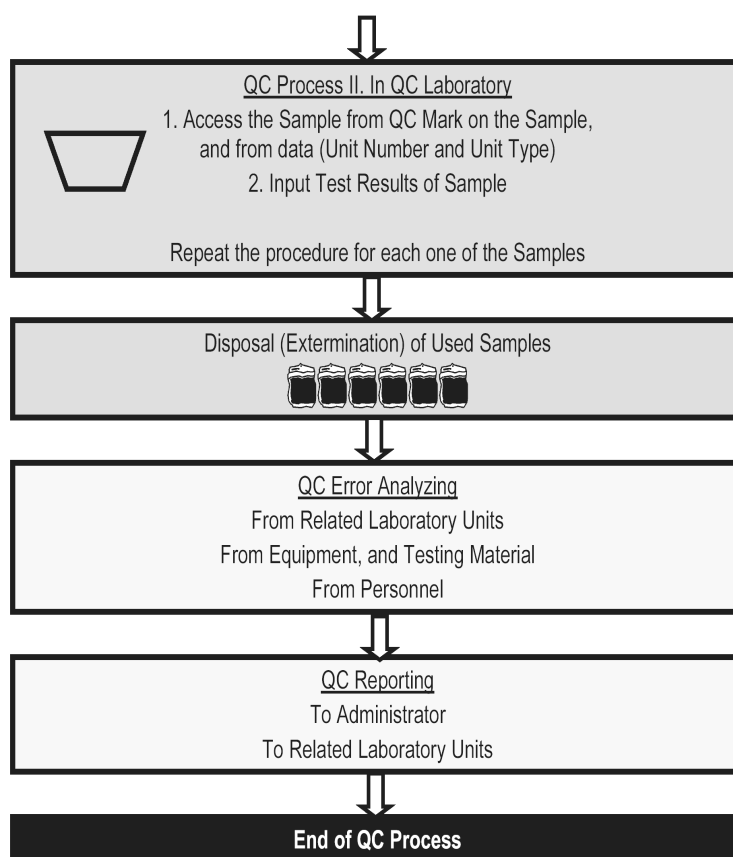 QC Process II. In QC Laboratory
1. Access the Sample from QC Mark on the Sample,
and from data (Unit Number and Unit Type)
2. Input Test Results of Sample
Repeat the procedure for each one of the Samples
Disposal (Extermination) of Used Samples
QC Error Analyzing
From Related Laboratory Units
From Equipment, and Testing Material
From Personnel
QC Reporting
To Administrator
To Related Laboratory Units
End of QC Process